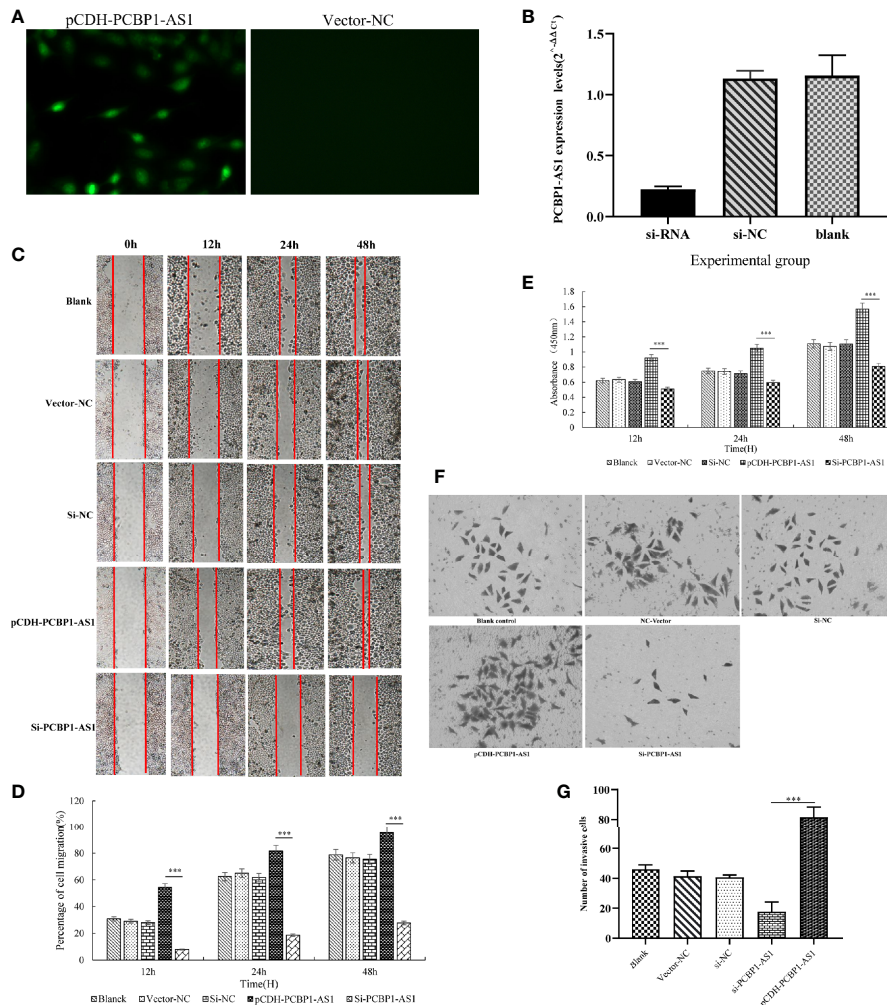 A
pCDH-PCBP1-AS1
Vector-NC
B
PCBP1-AS1 expression levels(2^-ΔΔCt)
1.5
1.0
0.5
0.0
si-RNA
si-NC
blank
Experimental group
C
0h
12h
24h
48h
Blank
Vector-NC
Si-NC
pCDH-PCBP1-AS1
Si-PCBP1-AS1
D
Percentage of cell migration(%)
120
100
80
60
40
20
0
***
***
***
12h
24h
48h
Time(H)
Blanck
Vector-NC
Si-NC
pCDH-PCBP1-AS1
Si-PCBP1-AS1
E
Absorbance (450nm)
1.8
1.6
1.4
1.2
1
0.8
0.6
0.4
0.2
0
***
***
***
12h
24h
48h
Time(H)
Blanck
Vector-NC
Si-NC
pCDH-PCBP1-AS1
Si-PCBP1-AS1
F
Blank control
NC-Vector
Si-NC
pCDH-PCBP1-AS1
Si-PCBP1-AS1
G
Number of invasive cells
100
80
60
40
20
0
***
Blank
Vector-NC
si-NC
si-PCBP1-AS1
pCDH-PCBP1-AS1